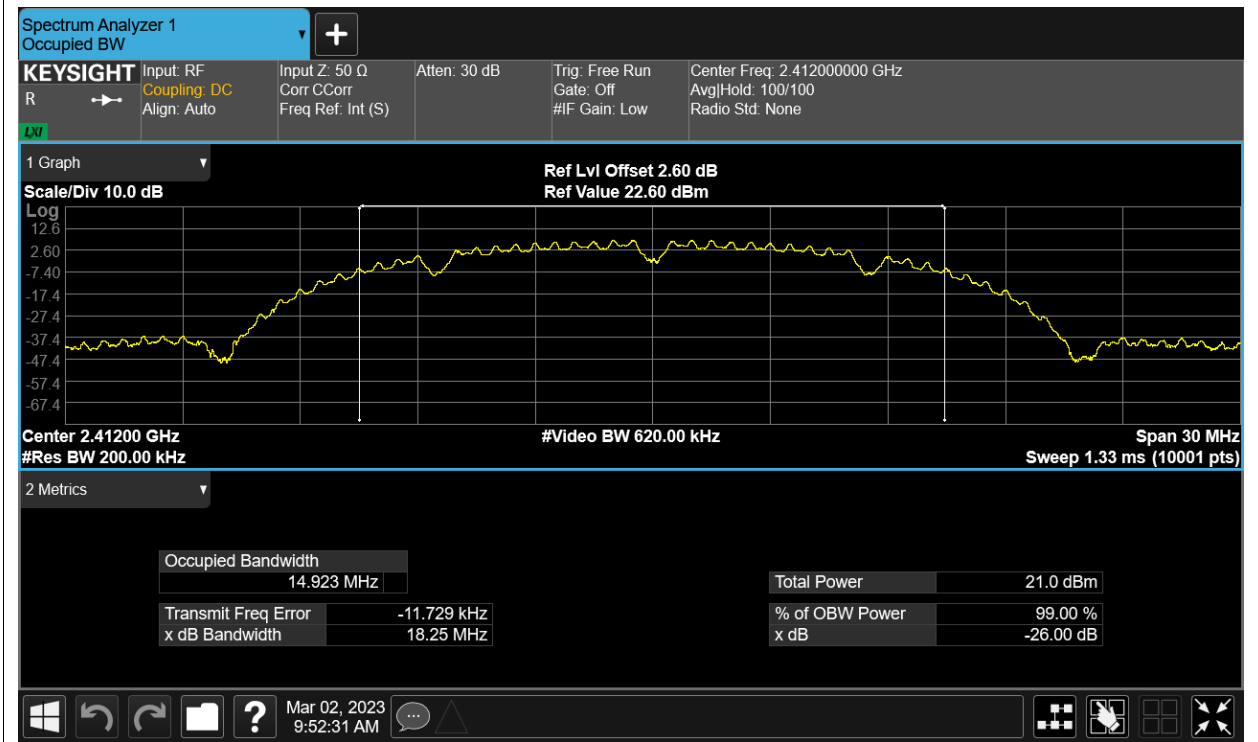 Spectrum Analyzer 1
Occupied BW
KEYSIGHT
R
LXI
Input: RF
Coupling: DC
Align: Auto
Input Z: 50 Ω
Corr CCorr
Freq Ref: Int (S)
Atten: 30 dB
Trig: Free Run
Gate: Off
#IF Gain: Low
Center Freq: 2.412000000 GHz
Avg|Hold: 100/100
Radio Std: None
1 Graph
Scale/Div 10.0 dB
Ref Lvl Offset 2.60 dB
Ref Value 22.60 dBm
Log
12.6
2.60
-7.40
-17.4
-27.4
-37.4
-47.4
-57.4
-67.4
Center 2.41200 GHz
#Res BW 200.00 kHz
#Video BW 620.00 kHz
Span 30 MHz
Sweep 1.33 ms (10001 pts)
2 Metrics
Occupied Bandwidth
14.923 MHz
Transmit Freq Error -11.729 kHz
x dB Bandwidth 18.25 MHz
Total Power 21.0 dBm
% of OBW Power 99.00 %
x dB -26.00 dB
?
Mar 02, 2023
9:52:31 AM